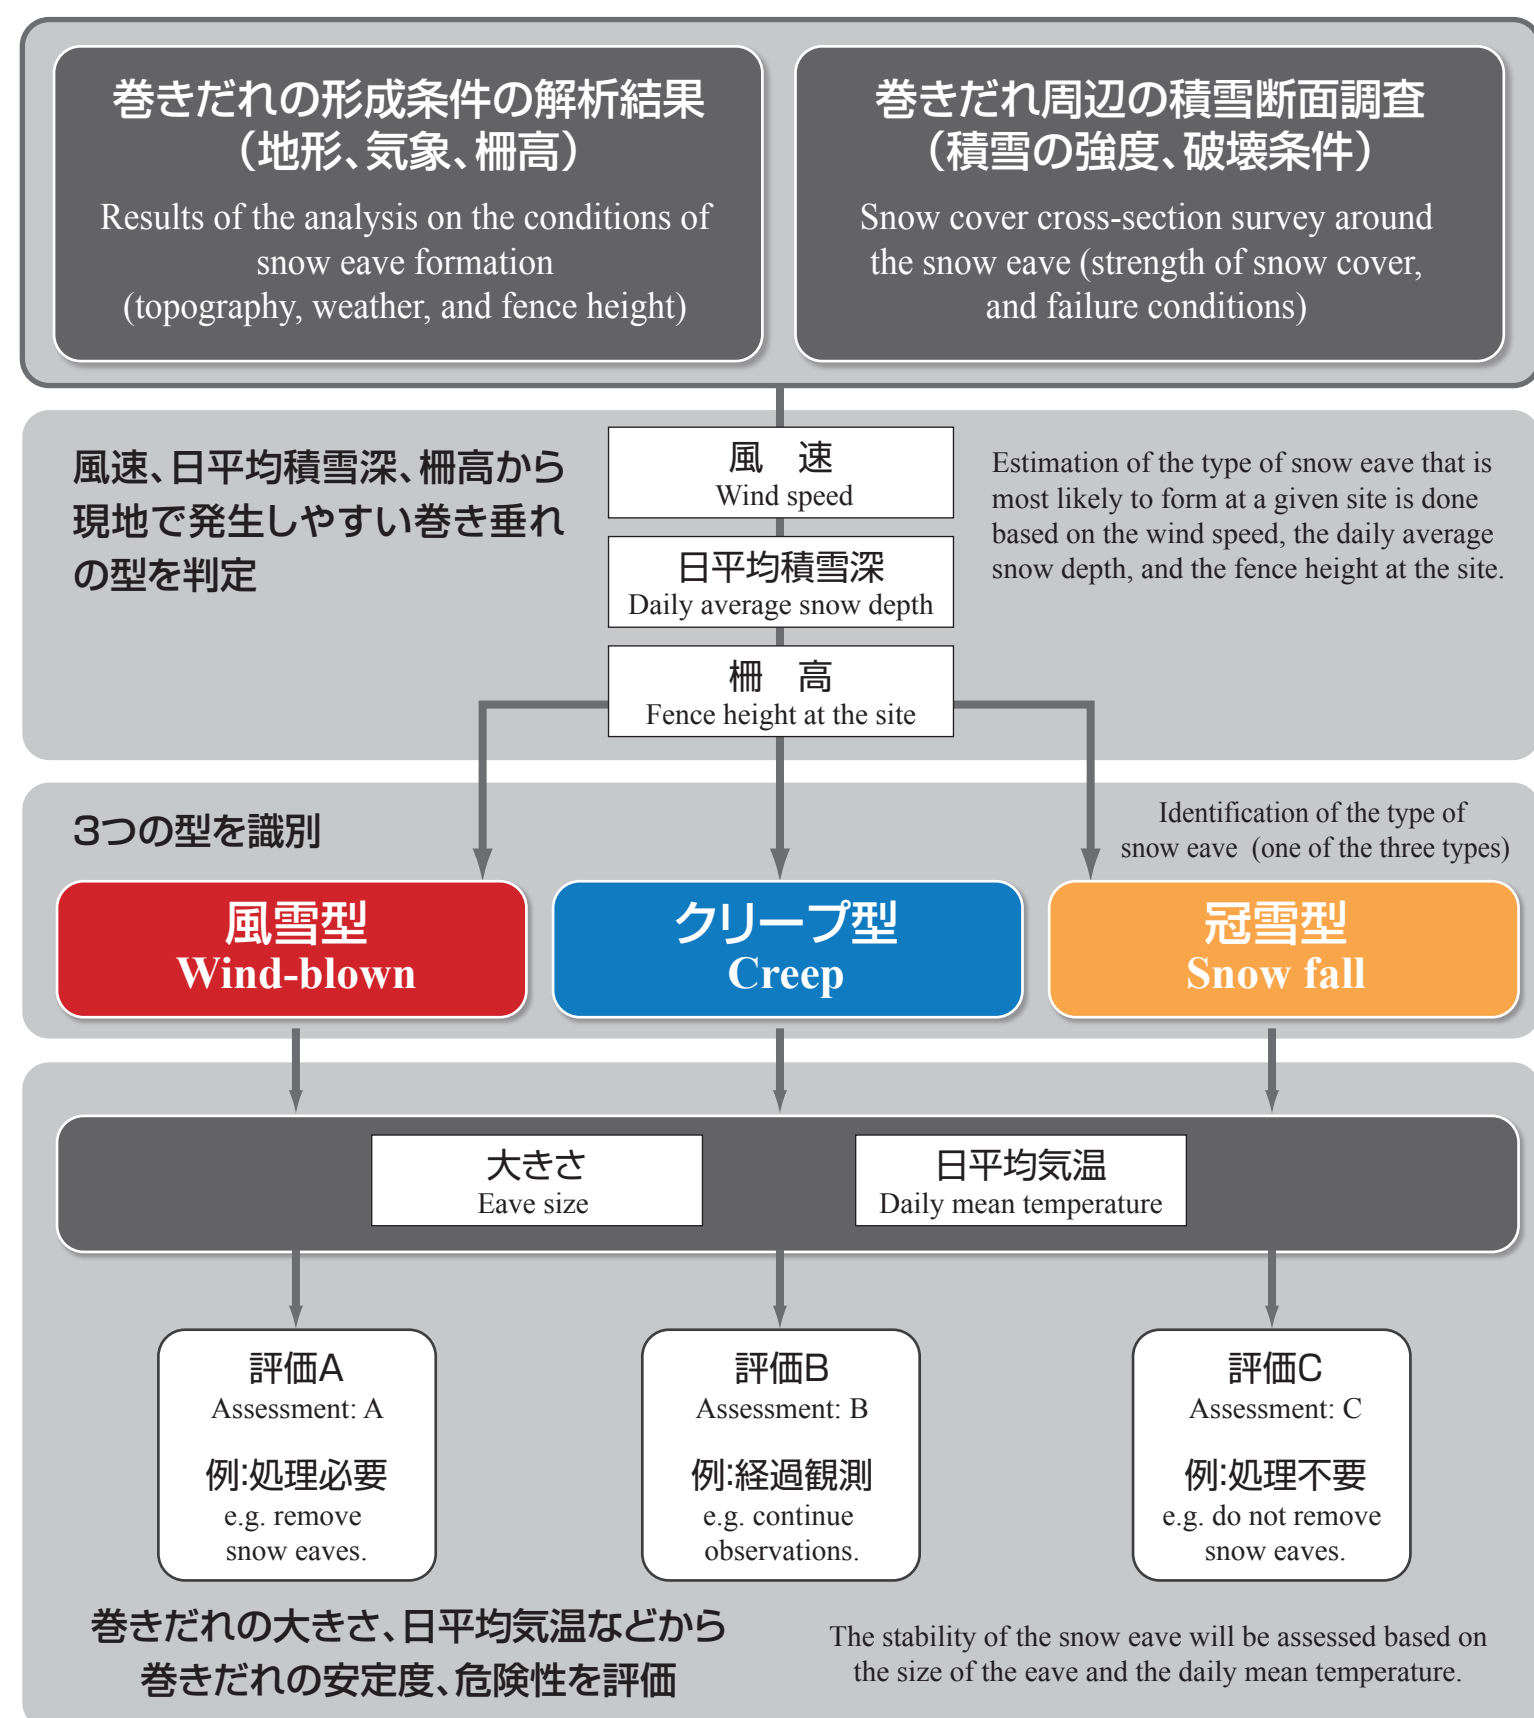 巻きだれの形成条件の解析結果
（地形、気象、柵高）
Results of the analysis on the conditions of
snow eave formation
(topography, weather, and fence height)
巻きだれ周辺の積雪断面調査
（積雪の強度、破壊条件）
Snow cover cross-section survey around
the snow eave (strength of snow cover,
and failure conditions)
風速、日平均積雪深、柵高から
現地で発生しやすい巻き垂れ
の型を判定
風　速
Wind speed
日平均積雪深
Daily average snow depth
柵　高
Fence height at the site
Estimation of the type of snow eave that is
most likely to form at a given site is done
based on the wind speed, the daily average
snow depth, and the fence height at the site.
3つの型を識別
Identification of the type of
snow eave (one of the three types)
風雪型
Wind-blown
クリープ型
Creep
冠雪型
Snow fall
大きさ
Eave size
日平均気温
Daily mean temperature
評価A
Assessment: A
例:処理必要
e.g. remove
snow eaves.
評価B
Assessment: B
例:経過観測
e.g. continue
observations.
評価C
Assessment: C
例:処理不要
e.g. do not remove
snow eaves.
巻きだれの大きさ、日平均気温などから
巻きだれの安定度、危険性を評価
The stability of the snow eave will be assessed based on
the size of the eave and the daily mean temperature.